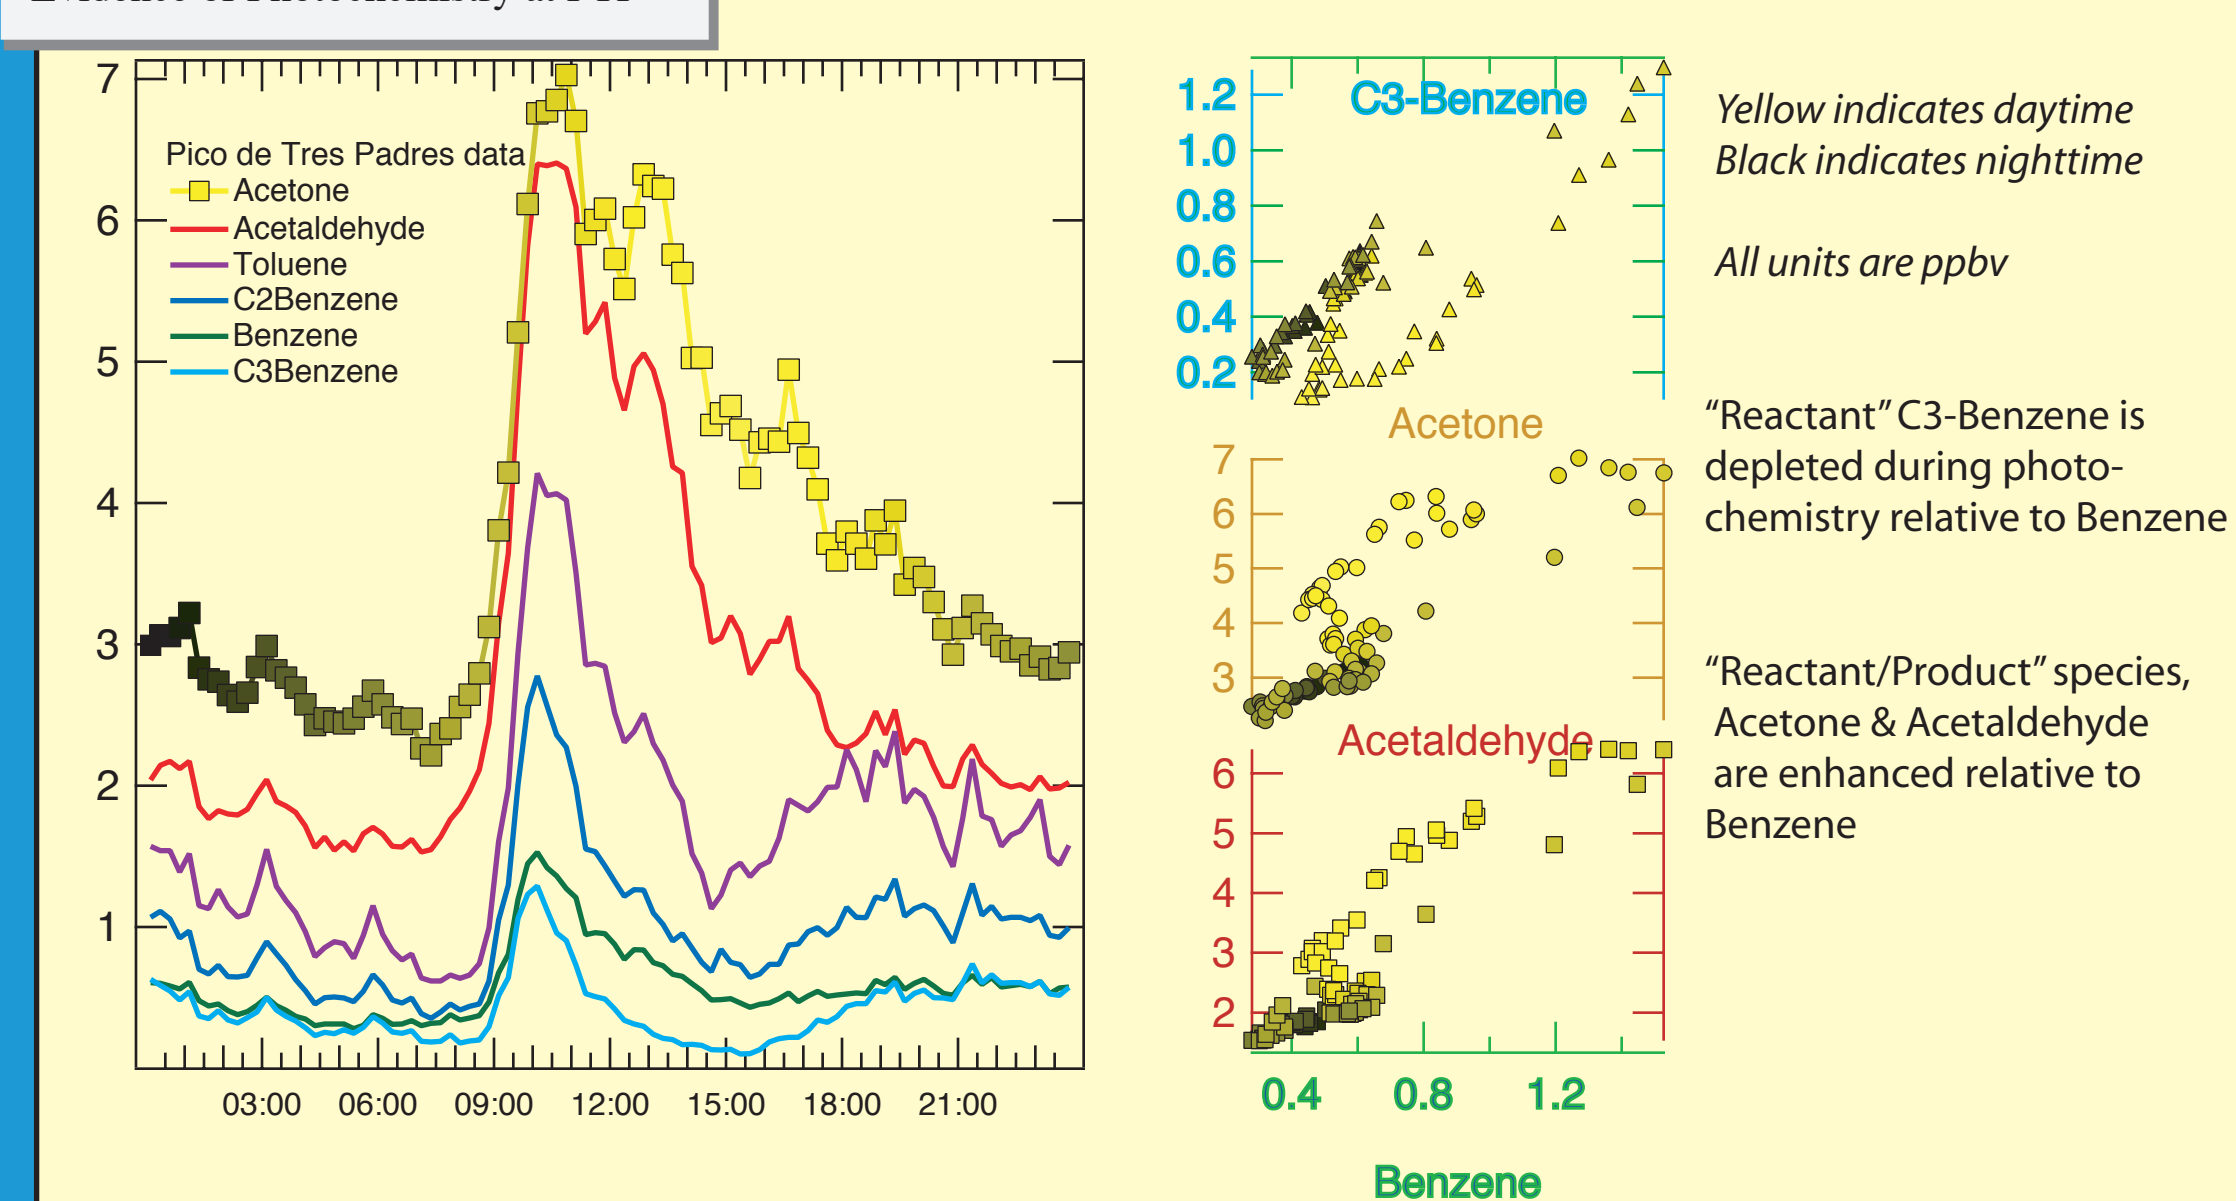 7
6
5
4
3
2
1
Pico de Tres Padres data
Acetone
Acetaldehyde
Toluene
C2Benzene
Benzene
C3Benzene
03:00 06:00 09:00 12:00 15:00 18:00 21:00
C3-Benzene
1.2
1.0
0.8
0.6
0.4
0.2
Acetone
7
6
5
4
3
Acetaldehyde
6
5
4
3
2
0.4 0.8 1.2
Benzene
Yellow indicates daytime
Black indicates nighttime
All units are ppbv
“Reactant” C3-Benzene is
depleted during photo-
chemistry relative to Benzene
“Reactant/Product” species,
Acetone & Acetaldehyde
are enhanced relative to
Benzene